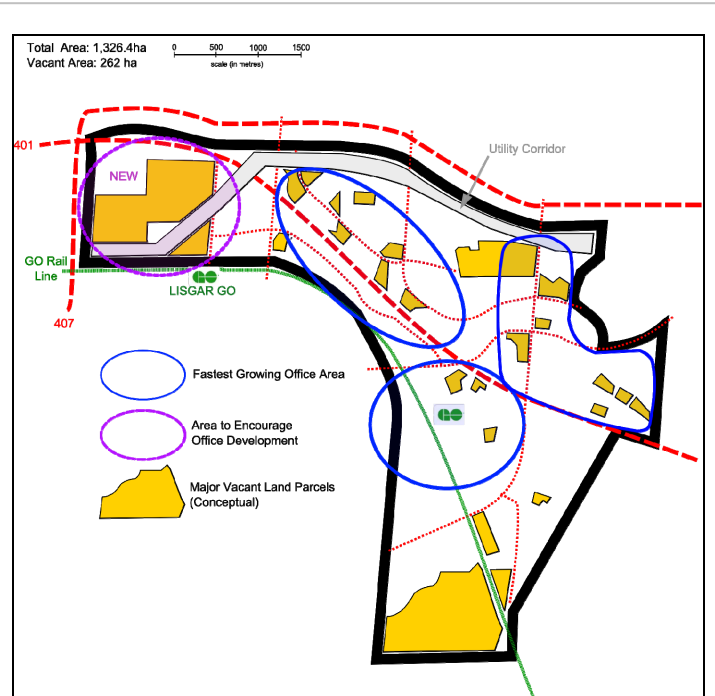 Total Area: 1,326.4ha
Vacant Area: 262 ha
0 500 1000 1500
scale (in metres)
401
Utility Corridor
NEW
GO Rail
Line
GO
LISGAR GO
407
Fastest Growing Office Area
GO
Area to Encourage
Office Development
Major Vacant Land Parcels
(Conceptual)